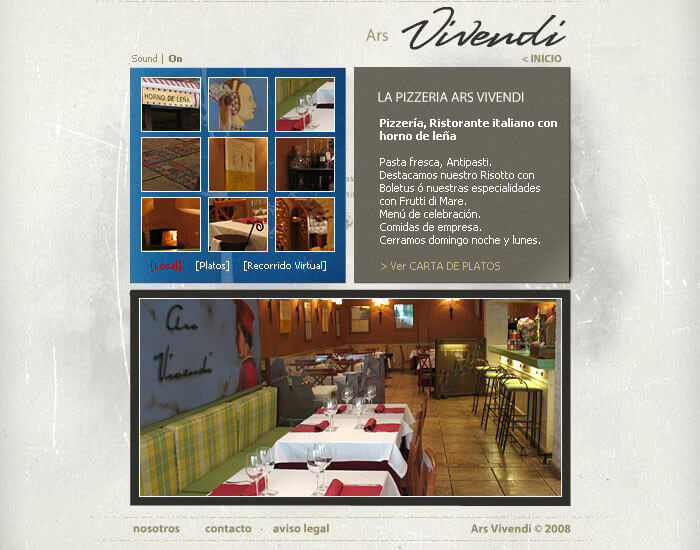 Ars Vivendi
Sound | On
< INICIO
HORNO DE LEÑA
[Local] [Platos] [Recorrido Virtual]
LA PIZZERIA ARS VIVENDI
Pizzería, Ristorante italiano con
horno de leña
Pasta fresca, Antipasti.
Destacamos nuestro Risotto con
Boletus ó nuestras especialidades
con Frutti di Mare.
Menú de celebración.
Comidas de empresa.
Cerramos domingo noche y lunes.
> Ver CARTA DE PLATOS
Ars
Vivendi
nosotros contacto · aviso legal
Ars Vivendi © 2008